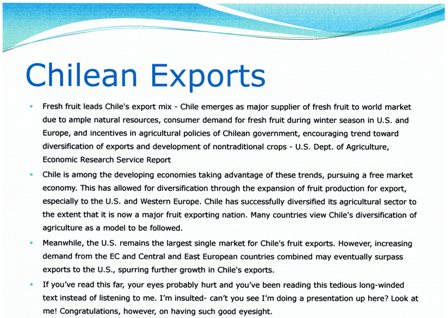 Chilean Exports
Fresh fruit leads Chile's export mix - Chile emerges as major supplier of fresh fruit to world market
due to ample natural resources, consumer demand for fresh fruit during winter season in U.S. and
Europe, and incentives in agricultural policies of Chilean government, encouraging trend toward
diversification of exports and development of nontraditional crops - U.S. Dept. of Agriculture,
Economic Research Service Report
Chile is among the developing economies taking advantage of these trends, pursuing a free market
economy. This has allowed for diversification through the expansion of fruit production for export,
especially to the U.S. and Western Europe. Chile has successfully diversified its agricultural sector to
the extent that it is now a major fruit exporting nation. Many countries view Chile's diversification of
agriculture as a model to be followed.
Meanwhile, the U.S. remains the largest single market for Chile's fruit exports. However, increasing
demand from the EC and Central and East European countries combined may eventually surpass
exports to the U.S., spurring further growth in Chile's exports.
If you've read this far, your eyes probably hurt and you've been reading this tedious long-winded
text instead of listening to me. I'm insulted- can't you see I'm doing a presentation up here? Look at
me! Congratulations, however, on having such good eyesight.